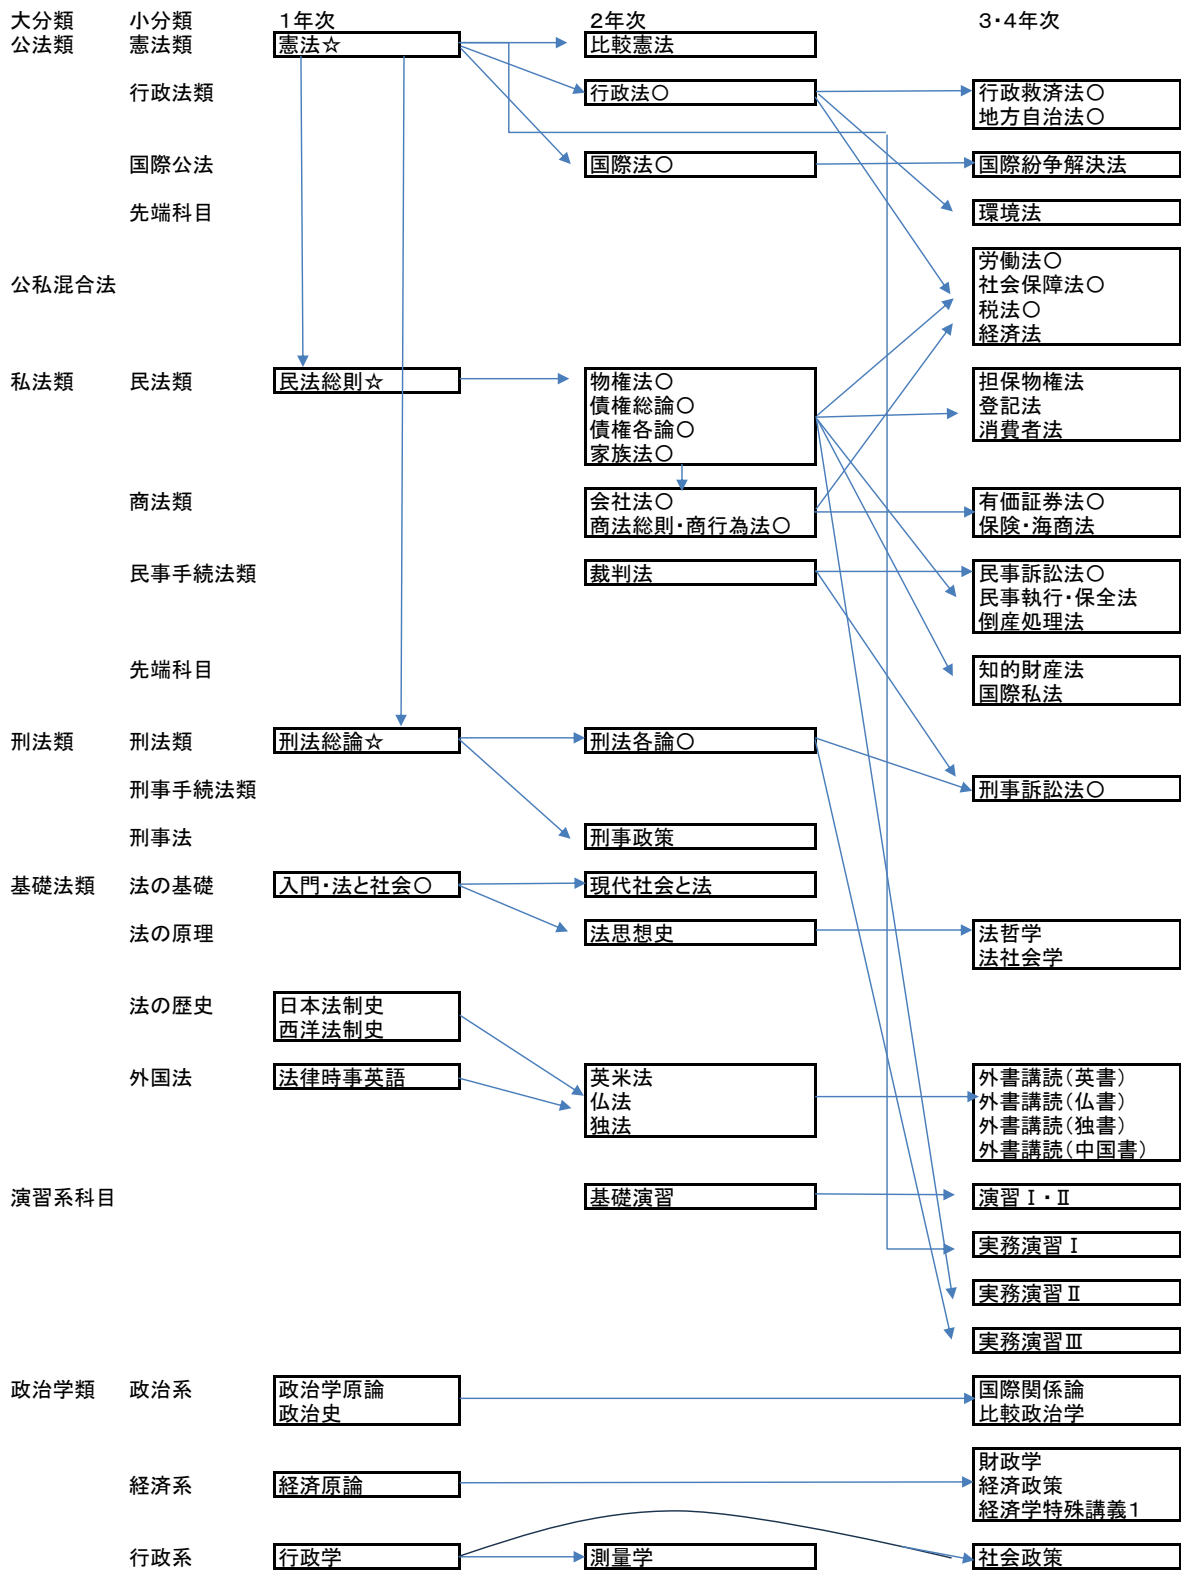 大分類 小分類 1年次 2年次 3・4年次
公法類 憲法類 憲法☆ 比較憲法
行政法類 行政法〇 行政救済法〇
地方自治法〇
国際公法 国際法〇 国際紛争解決法
先端科目 環境法
労働法〇
公私混合法 社会保障法〇
税法〇
経済法
私法類 民法類 民法総則☆ 物権法〇 担保物権法
債権総論〇 登記法
債権各論〇 消費者法
家族法〇
商法類 会社法〇 有価証券法〇
商法総則・商行為法〇 保険・海商法
民事手続法類 裁判法 民事訴訟法〇
民事執行・保全法
倒産処理法
先端科目 知的財産法
国際私法
刑法類 刑法類 刑法総論☆ 刑法各論〇
刑事手続法類 刑事訴訟法〇
刑事法 刑事政策
基礎法類 法の基礎 入門・法と社会〇 現代社会と法
法の原理 法思想史 法哲学
法社会学
法の歴史 日本法制史
西洋法制史
外国法 法律時事英語 英米法 外書講読(英書)
仏法 外書講読(仏書)
独法 外書講読(独書)
外書講読(中国書)
演習系科目 基礎演習 演習Ⅰ・Ⅱ
実務演習Ⅰ
実務演習Ⅱ
実務演習Ⅲ
政治学類 政治系 政治学原論 国際関係論
政治史 比較政治学
財政学
経済系 経済原論 経済政策
経済学特殊講義1
行政系 行政学 測量学 社会政策